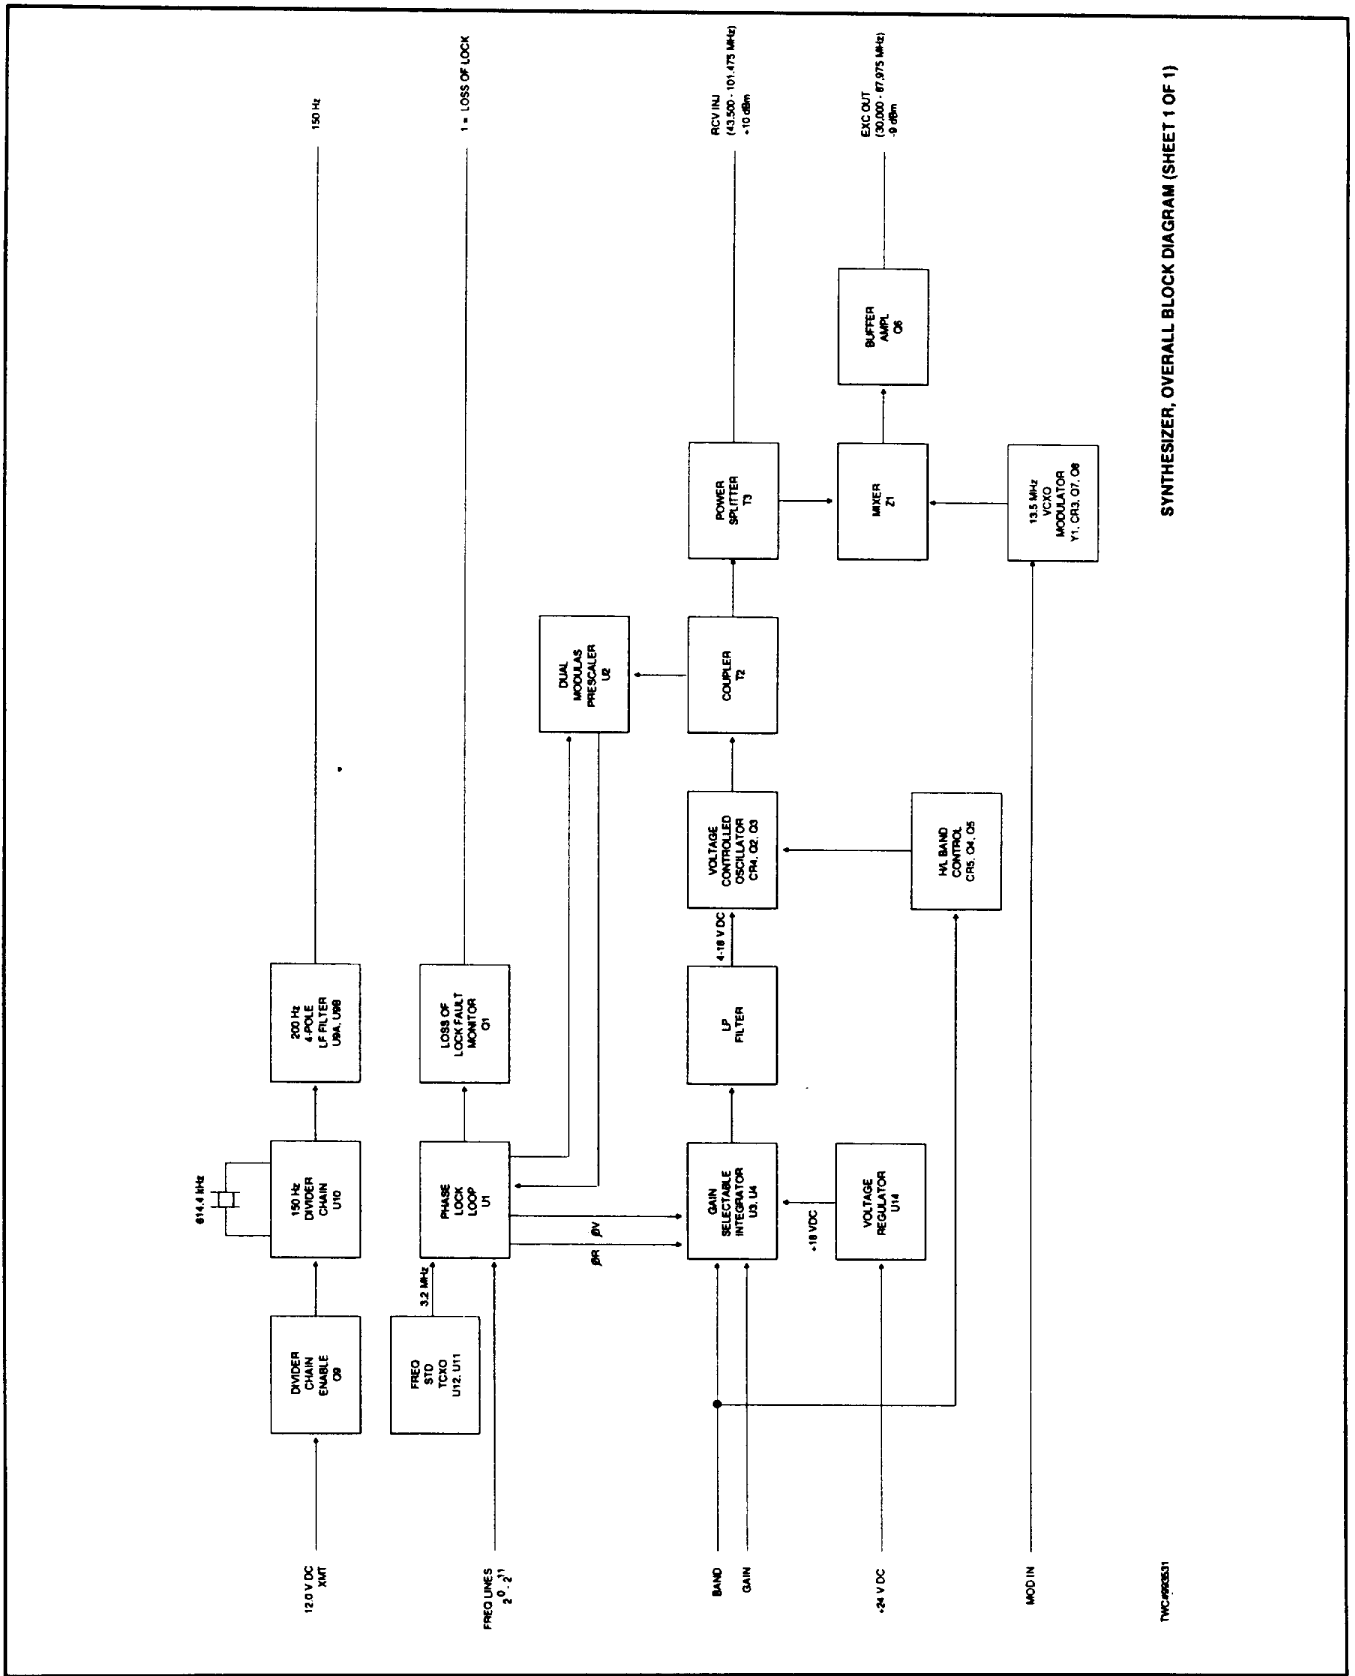 614.4 kHz
12.0 V DC
XMT
DIVIDER
CHAIN
ENABLE
Q9
150 Hz
DIVIDER
CHAIN
U10
200 Hz
4-POLE
LF FILTER
U9A, U9B
150 Hz
FREQ
STD
TCXO
U12, U11
3.2 MHz
FREQ LINES
2^0 - 2^11
PHASE
LOCK
LOOP
U1
LOSS OF
LOCK FAULT
MONITOR
Q1
1 = LOSS OF LOCK
ØR
ØV
DUAL
MODULAS
PRESCALER
U2
BAND
GAIN
GAIN
SELECTABLE
INTEGRATOR
U3, U4
LP
FILTER
4-18 V DC
VOLTAGE
CONTROLLED
OSCILLATOR
CR4, Q2, Q3
COUPLER
T2
POWER
SPLITTER
T3
RCV INJ
(43.500 - 101.475 MHz)
+10 dBm
+18 VDC
+24 V DC
VOLTAGE
REGULATOR
U14
MIXER
Z1
BUFFER
AMPL
Q6
EXC OUT
(30.000 - 87.975 MHz)
-9 dBm
H/L BAND
CONTROL
CR5, Q4, Q5
MOD IN
13.5 MHz
VCXO
MODULATOR
Y1, CR3, Q7, Q8
SYNTHESIZER, OVERALL BLOCK DIAGRAM (SHEET 1 OF 1)